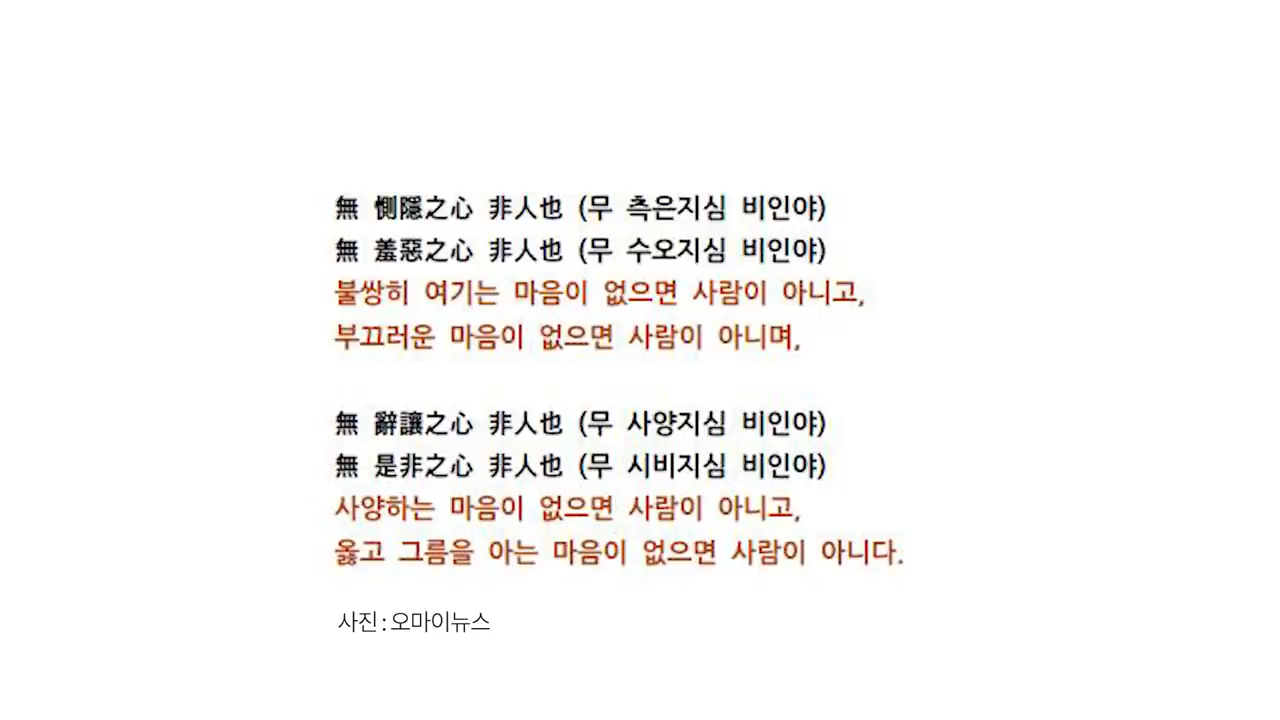 無 惻隱之心 非人也 (무 측은지심 비인야)
無 羞惡之心 非人也 (무 수오지심 비인야)
불쌍히 여기는 마음이 없으면 사람이 아니고,
부끄러운 마음이 없으면 사람이 아니며,
無 辭讓之心 非人也 (무 사양지심 비인야)
無 是非之心 非人也 (무 시비지심 비인야)
사양하는 마음이 없으면 사람이 아니고,
옳고 그름을 아는 마음이 없으면 사람이 아니다.
사진 : 오마이뉴스